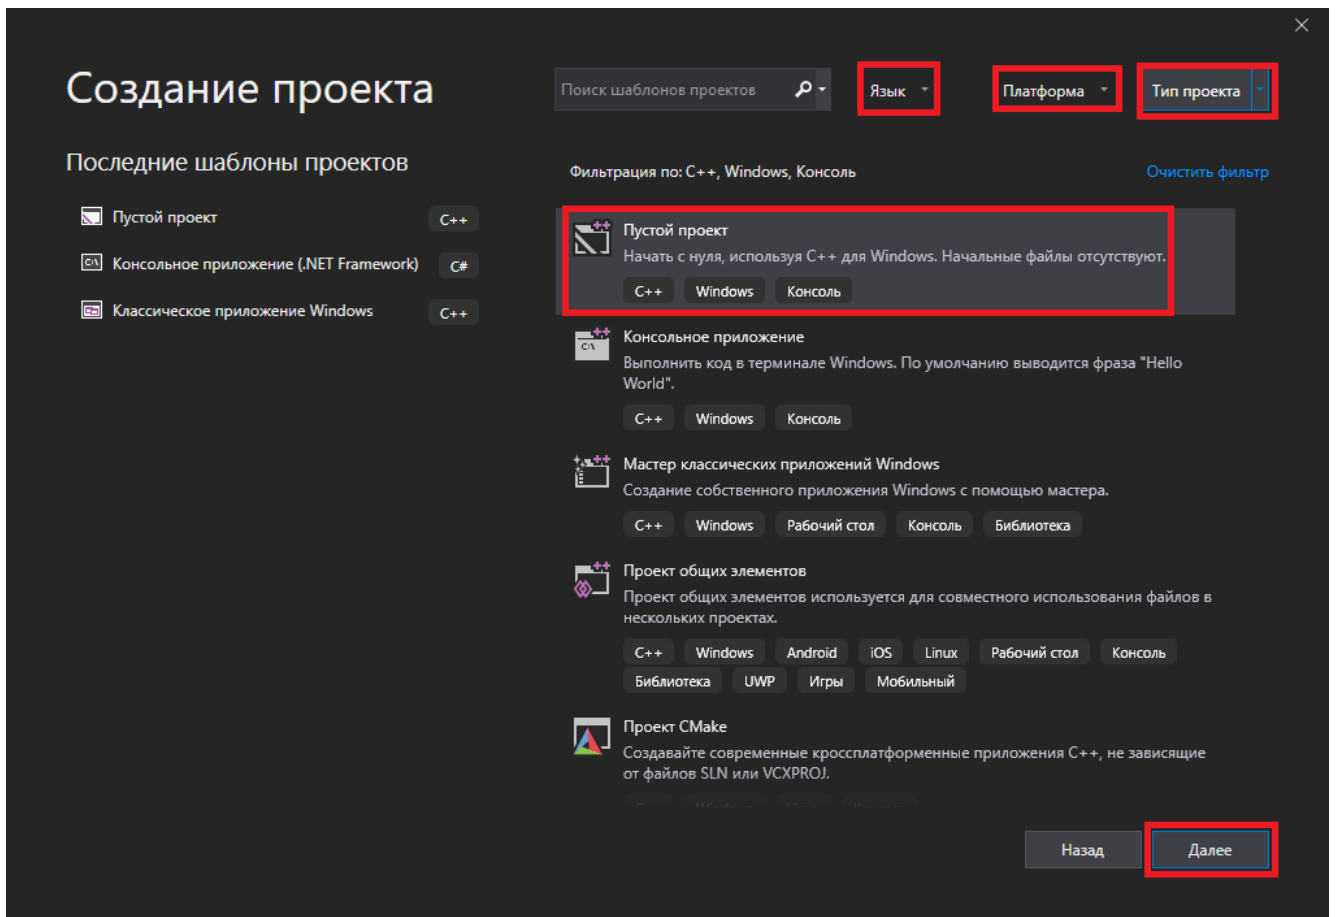 Создание проекта
Поиск шаблонов проектов
Язык
Платформа
Тип проекта
Последние шаблоны проектов
Пустой проект C++
Консольное приложение (.NET Framework) C#
Классическое приложение Windows C++
Фильтрация по: C++, Windows, Консоль
Очистить фильтр
Пустой проект
Начать с нуля, используя C++ для Windows. Начальные файлы отсутствуют.
C++ Windows Консоль
Консольное приложение
Выполнить код в терминале Windows. По умолчанию выводится фраза "Hello
World".
C++ Windows Консоль
Мастер классических приложений Windows
Создание собственного приложения Windows с помощью мастера.
C++ Windows Рабочий стол Консоль Библиотека
Проект общих элементов
Проект общих элементов используется для совместного использования файлов в
нескольких проектах.
C++ Windows Android iOS Linux Рабочий стол Консоль
Библиотека UWP Игры Мобильный
Проект CMake
Создавайте современные кроссплатформенные приложения C++, не зависящие
от файлов SLN или VCXPROJ.
Назад
Далее